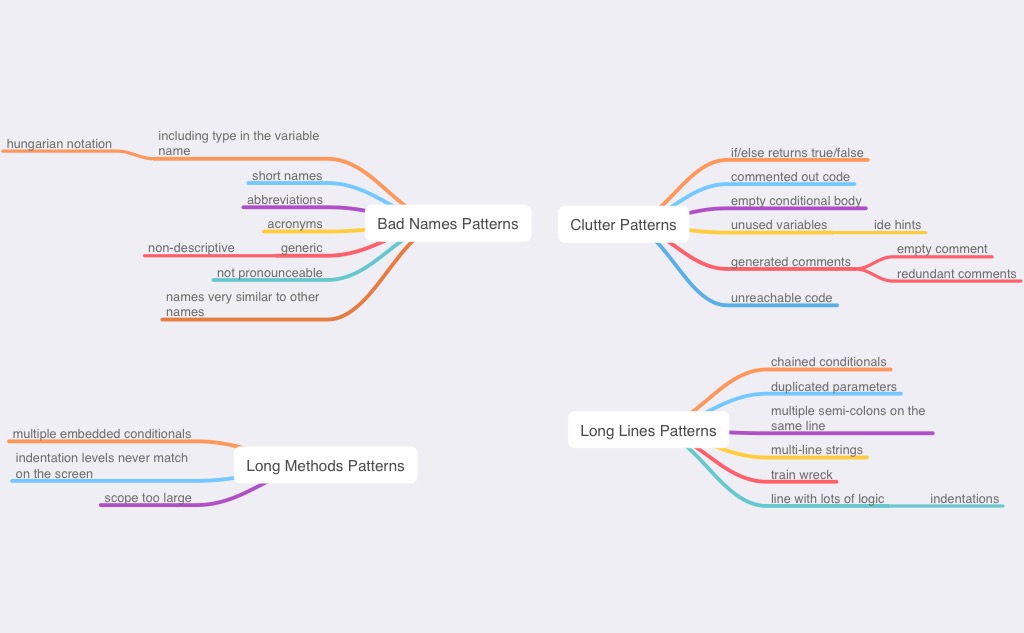 hungarian notation
including type in the variable
name
short names
abbreviations
acronyms
non-descriptive
generic
not pronounceable
names very similar to other
names
Bad Names Patterns
Clutter Patterns
if/else returns true/false
commented out code
empty conditional body
unused variables
ide hints
generated comments
empty comment
redundant comments
unreachable code
multiple embedded conditionals
indentation levels never match
on the screen
scope too large
Long Methods Patterns
Long Lines Patterns
chained conditionals
duplicated parameters
multiple semi-colons on the
same line
multi-line strings
train wreck
line with lots of logic
indentations